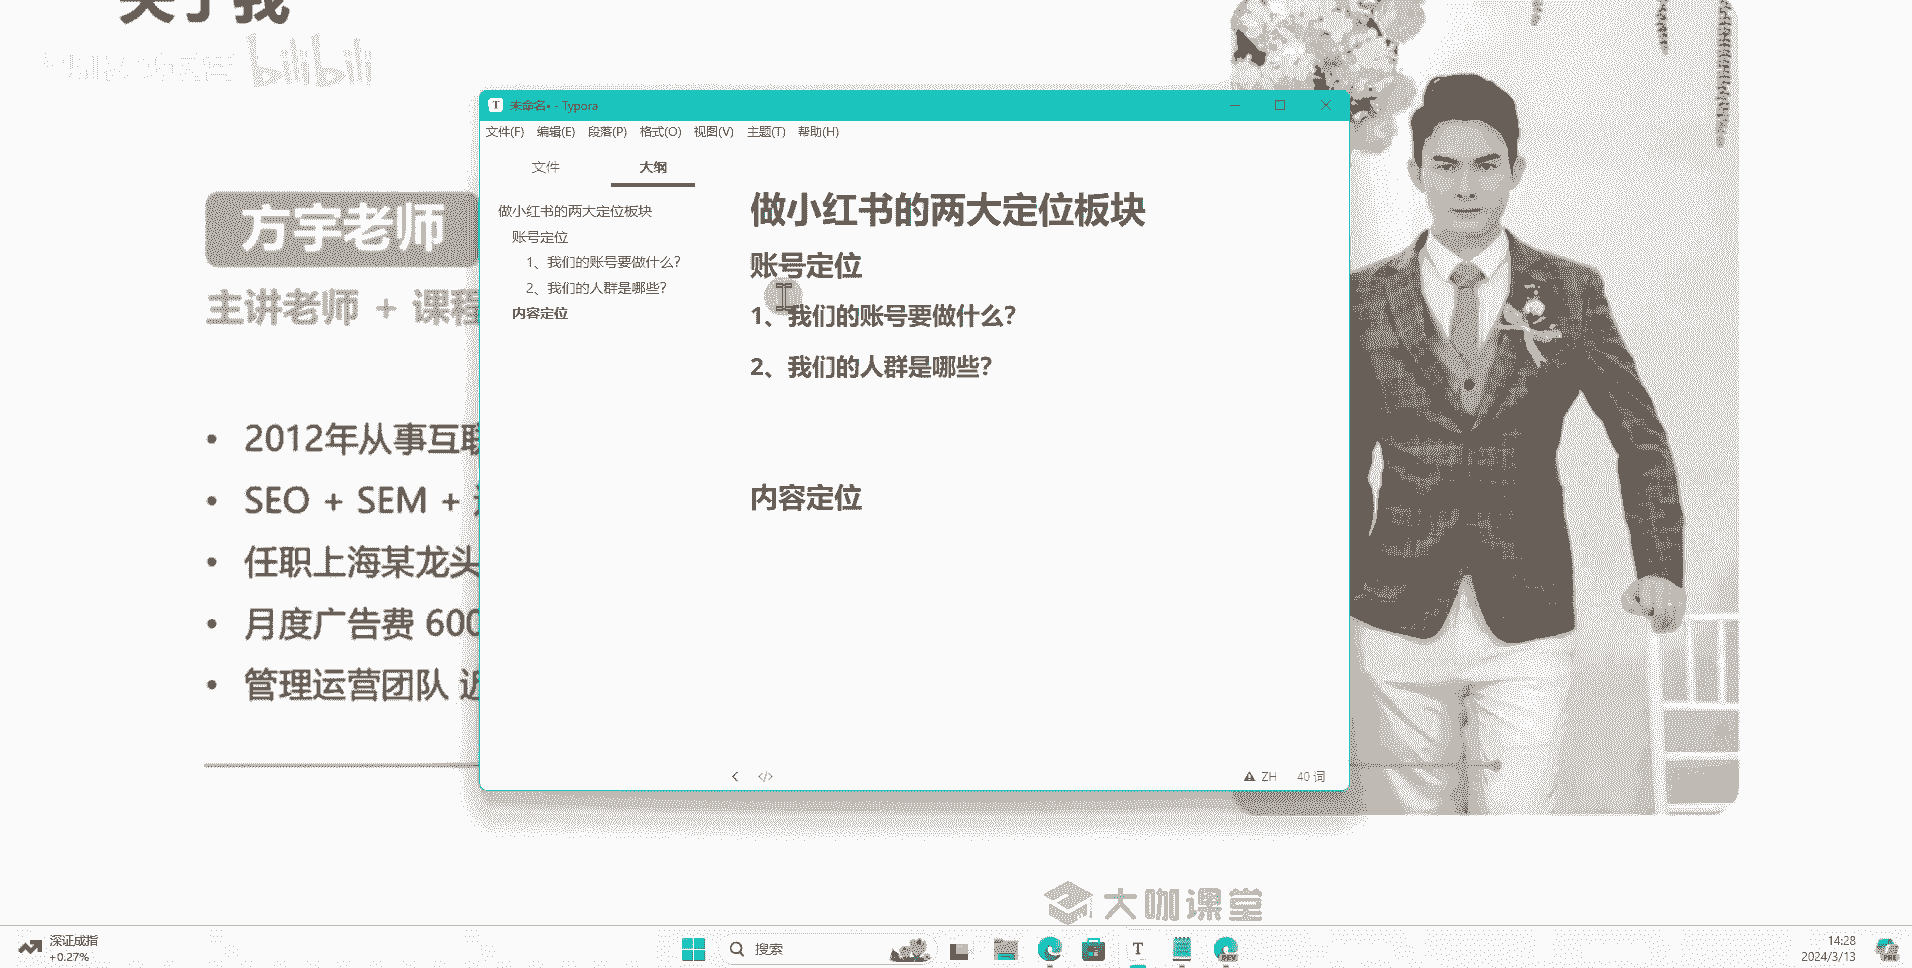 关于我
bilibili
方宇老师
主讲老师 + 课程
2012年从事互联
SEO + SEM +
任职上海某龙头
月度广告费 600
管理运营团队 近
未命名• - Typora
文件(F) 编辑(E) 段落(P) 格式(O) 视图(V) 主题(T) 帮助(H)
文件 大纲
做小红书的两大定位板块
账号定位
1、我们的账号要做什么?
2、我们的人群是哪些?
内容定位
做小红书的两大定位板块
账号定位
1、我们的账号要做什么?
2、我们的人群是哪些?
内容定位
ZH 40 词
大咖课堂
深证成指
+0.27%
搜索
14:28
2024/3/13